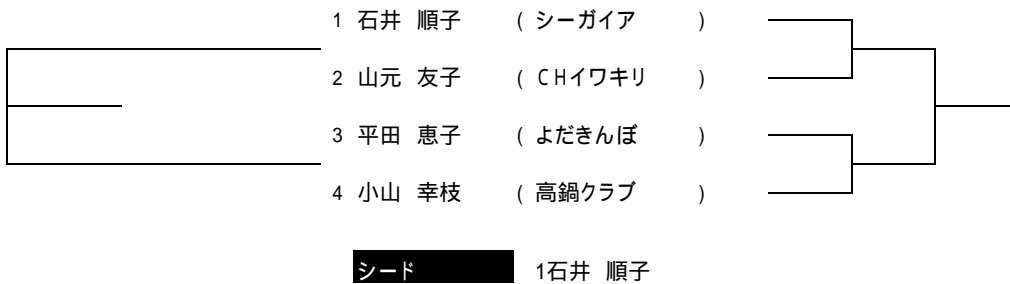 1 石井 順子 ( シーガイア )
2 山元 友子 ( CHイワキリ )
3 平田 恵子 ( よだきんぼ )
4 小山 幸枝 ( 高鍋クラブ )
シード 1石井 順子